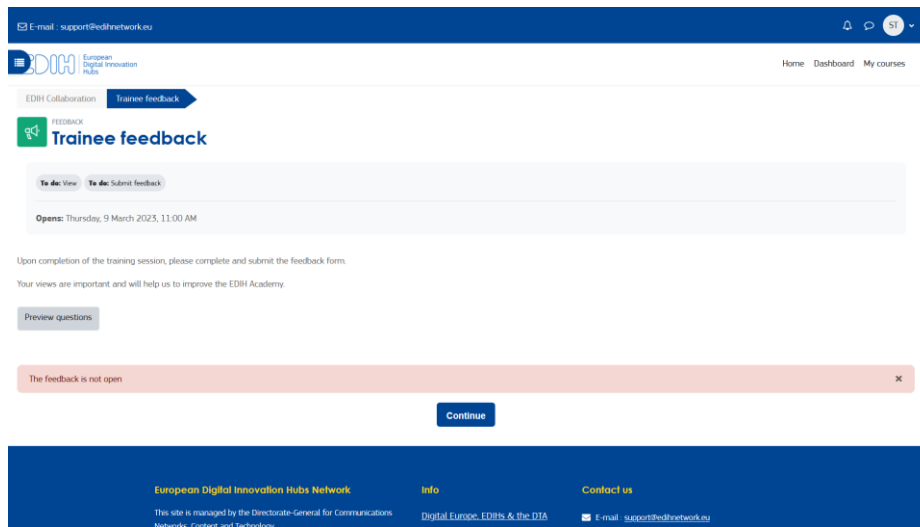 E-mail : support@edihnetwork.eu
ST
EDIH
European
Digital Innovation
Hubs
Home Dashboard My courses
EDIH Collaboration Trainee feedback
FEEDBACK
Trainee feedback
To do: View To do: Submit feedback
Opens: Thursday, 9 March 2023, 11:00 AM
Upon completion of the training session, please complete and submit the feedback form.
Your views are important and will help us to improve the EDIH Academy.
Preview questions
The feedback is not open
Continue
European Digital Innovation Hubs Network Info Contact us
This site is managed by the Directorate-General for Communications
Digital Europe, EDIHs & the DTA E-mail : support@edihnetwork.eu
Networks, Content and Technology